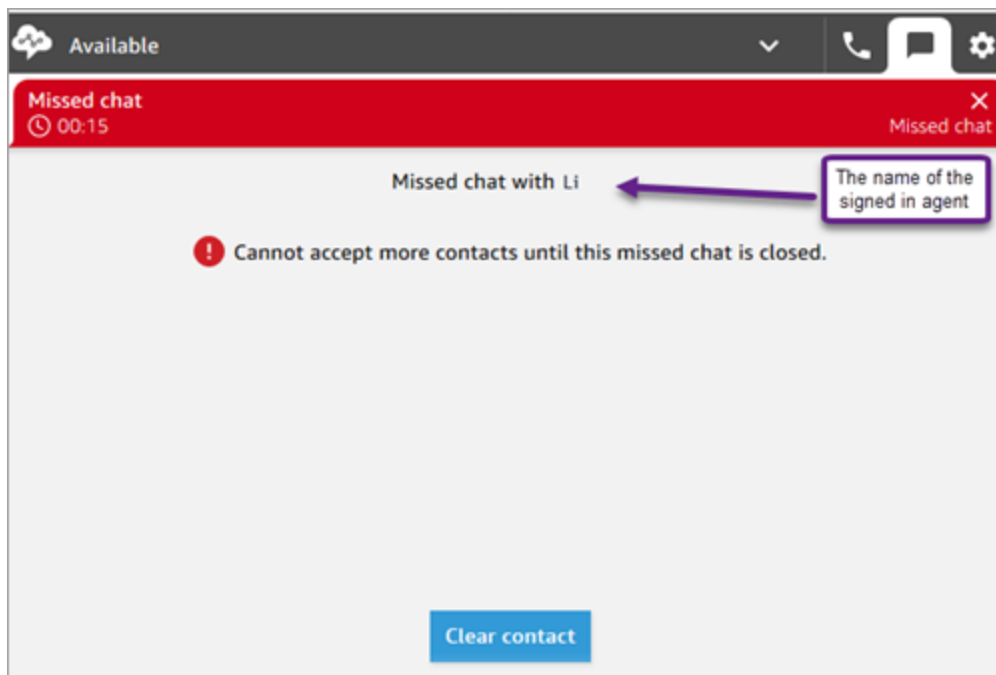 Available
Missed chat
00:15
Missed chat
Missed chat with Li
The name of the
signed in agent
Cannot accept more contacts until this missed chat is closed.
Clear contact